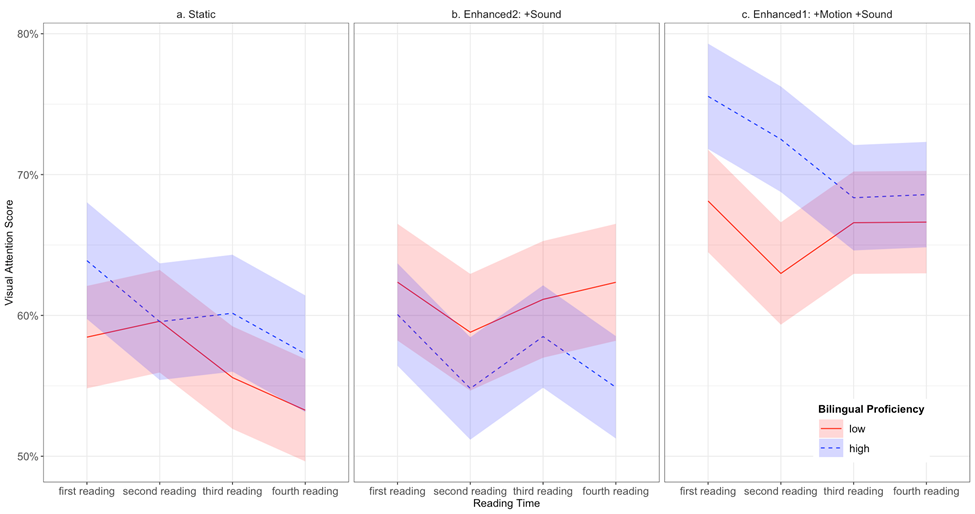 a. Static
b. Enhanced2: +Sound
c. Enhanced1: +Motion +Sound
80%
70%
60%
50%
Visual Attention Score
first reading second reading third reading fourth reading
first reading second reading third reading fourth reading
first reading second reading third reading fourth reading
Reading Time
Bilingual Proficiency
low
high